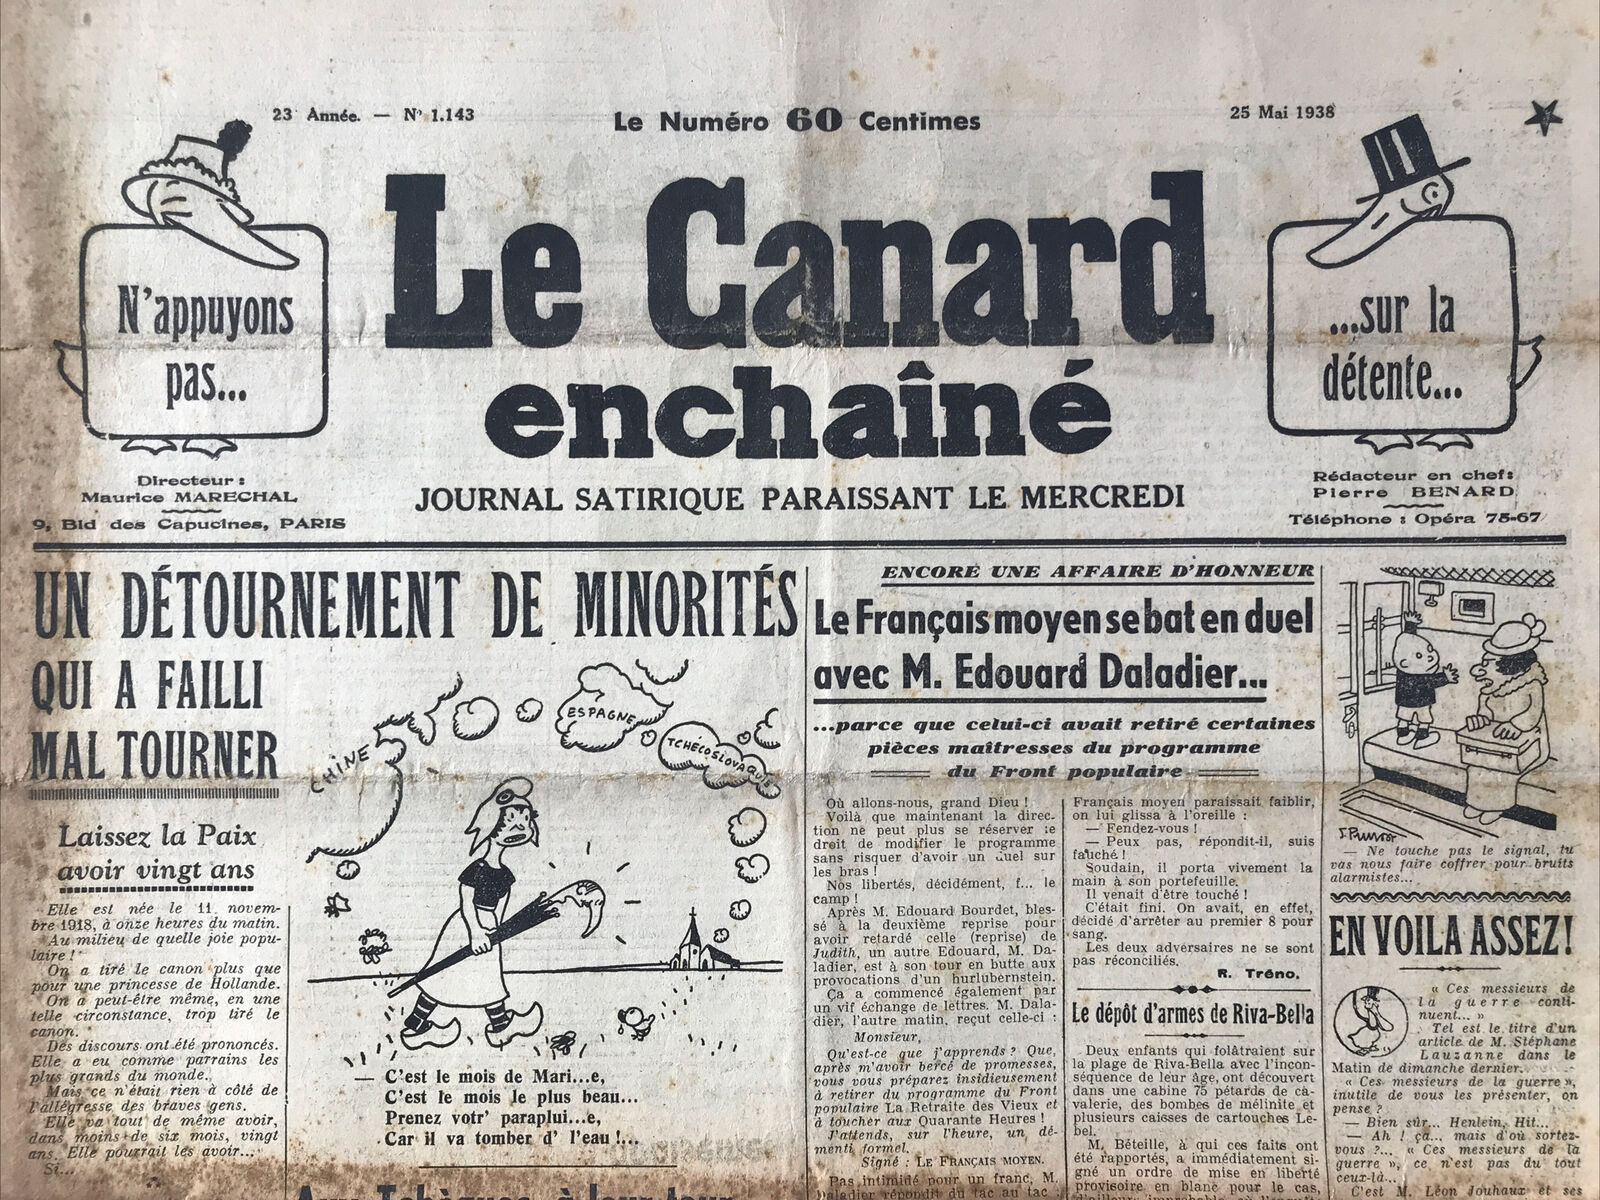 23 Année. — N° 1.143
Le Numéro 60 Centimes
25 Mai 1938
N'appuyons
pas...
Le Canard
enchaîné
...sur la
détente...
Directeur :
Maurice MARECHAL
9, Bld des Capucines, PARIS
JOURNAL SATIRIQUE PARAISSANT LE MERCREDI
Rédacteur en chef:
Pierre BENARD
Téléphone : Opéra 75-67
UN DÉTOURNEMENT DE MINORITÉS
QUI A FAILLI
MAL TOURNER
Laissez la Paix
avoir vingt ans
Elle est née le 11 novem-
bre 1918, à onze heures du matin.
Au milieu de quelle joie popu-
laire !
On a tiré le canon plus que
pour une princesse de Hollande.
On a peut-être même, en une
telle circonstance, trop tiré le
canon.
Des discours ont été prononcés.
Elle a eu comme parrains les
plus grands du monde.
Mais ce n'était rien à côté de
l'allégresse des braves gens.
Elle va tout de même avoir,
dans moins de six mois, vingt
ans. Elle pourrait les avoir...
Si...
CHINE
ESPAGNE
TCHÉCOSLOVAQUIE
— C'est le mois de Mari...e,
C'est le mois le plus beau...
Prenez votr' paraplui...e,
Car il va tomber d' l'eau !...
ENCORE UNE AFFAIRE D'HONNEUR
Le Français moyen se bat en duel
avec M. Edouard Daladier...
...parce que celui-ci avait retiré certaines
pièces maîtresses du programme
du Front populaire
Où allons-nous, grand Dieu !
Voilà que maintenant la direc-
tion ne peut plus se réserver le
droit de modifier le programme
sans risquer d'avoir un duel sur
les bras !
Nos libertés, décidément, f... le
camp !
Après M. Edouard Bourdet, bles-
sé à la deuxième reprise pour
avoir retardé celle (reprise) de
Judith, un autre Edouard, M. Da-
ladier, est à son tour en butte aux
provocations d'un hurluberstein.
Ça a commencé également par
un vif échange de lettres. M. Dala-
dier, l'autre matin, reçut celle-ci :
Monsieur,
Qu'est-ce que j'apprends ? Que,
après m'avoir bercé de promesses,
vous vous préparez insidieusement
à retirer du programme du Front
populaire La Retraite des Vieux et
à toucher aux Quarante Heures !
J'attends, sur l'heure, un dé-
menti formel.
Signé : LE FRANÇAIS MOYEN.
Pas intimidé pour un franc, M.
Daladier répondit du tac au tac :
Français moyen paraissait faiblir,
on lui glissa à l'oreille :
— Fendez-vous !
— Peux pas, répondit-il, suis
fauché !
Soudain, il porta vivement la
main à son portefeuille.
Il venait d'être touché !
C'était fini. On avait, en effet,
décidé d'arrêter au premier 8 pour
sang.
Les deux adversaires ne se sont
pas réconciliés.
R. Tréno.
Le dépôt d'armes de Riva-Bella
Deux enfants qui folâtraient sur
la plage de Riva-Bella avec l'incon-
séquence de leur âge, ont découvert
dans une cabine 75 pétards de ca-
valerie, des bombes de mélinite et
plusieurs caisses de cartouches Le-
bel.
M. Béteille, à qui ces faits ont
été rapportés, a immédiatement si-
gné un ordre de mise en liberté
provisoire en blanc pour le cas,
— Ne touche pas le signal, tu
vas nous faire coffrer pour bruits
alarmistes...
EN VOILA ASSEZ!
« Ces messieurs de
la guerre conti-
nuent... »
Tel est le titre d'un
article de M. Stéphane
Lauzanne dans le
Matin de dimanche dernier.
« Ces messieurs de la guerre »,
inutile de vous les présenter, on
pense ?
— Bien sûr... Henlein, Hit...
— Ah ! ça... mais d'où sortez-
vous ?... « Ces messieurs de la
guerre », ce n'est pas du tout
ceux-là...
C'est M. Léon Jouhaux et ses